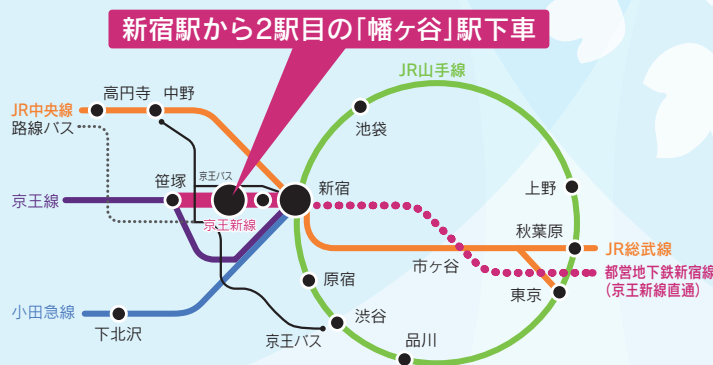 新宿駅から2駅目の「幡ヶ谷」駅下車
JR山手線
高円寺
中野
JR中央線
路線バス
池袋
笹塚
京王バス
新宿
上野
京王線
京王新線
秋葉原
JR総武線
市ヶ谷
都営地下鉄新宿線
(京王新線直通)
原宿
東京
小田急線
下北沢
渋谷
京王バス
品川